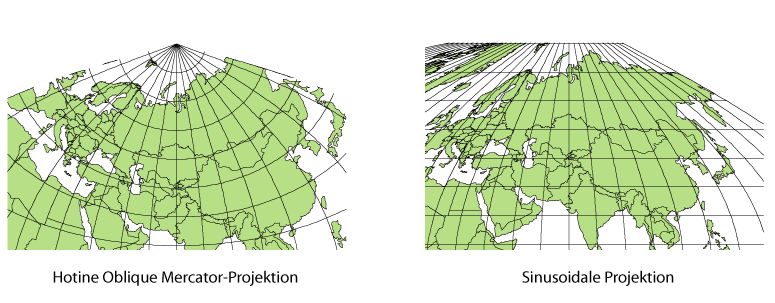 Hotine Oblique Mercator-Projektion
Sinusoidale Projektion